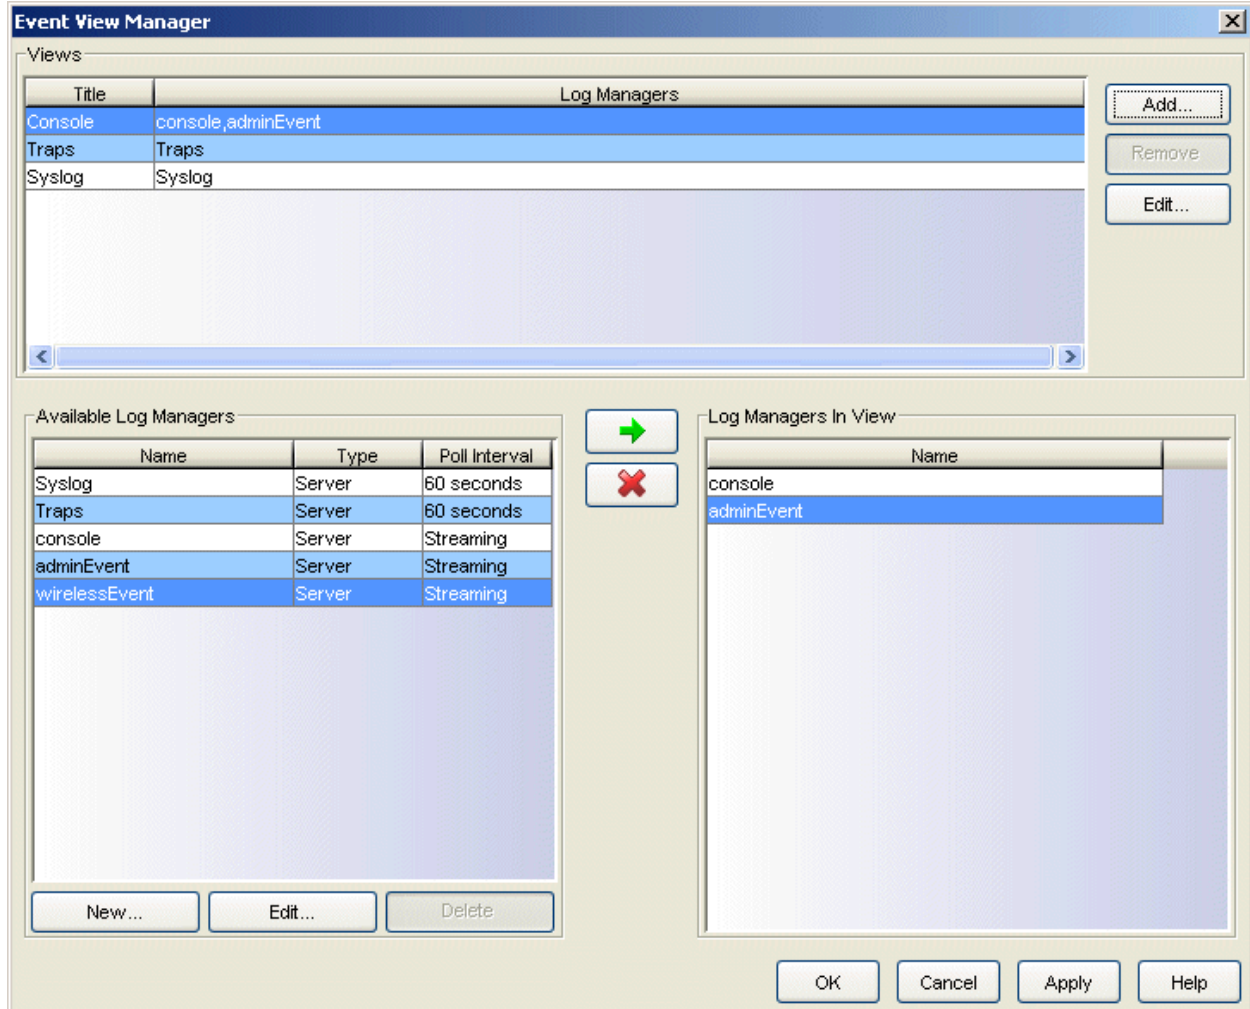 Event View Manager
Views
Title Log Managers
Console console,adminEvent
Traps Traps
Syslog Syslog
Add...
Remove
Edit...
Available Log Managers
Name Type Poll Interval
Syslog Server 60 seconds
Traps Server 60 seconds
console Server Streaming
adminEvent Server Streaming
wirelessEvent Server Streaming
New... Edit... Delete
Log Managers In View
Name
console
adminEvent
OK Cancel Apply Help